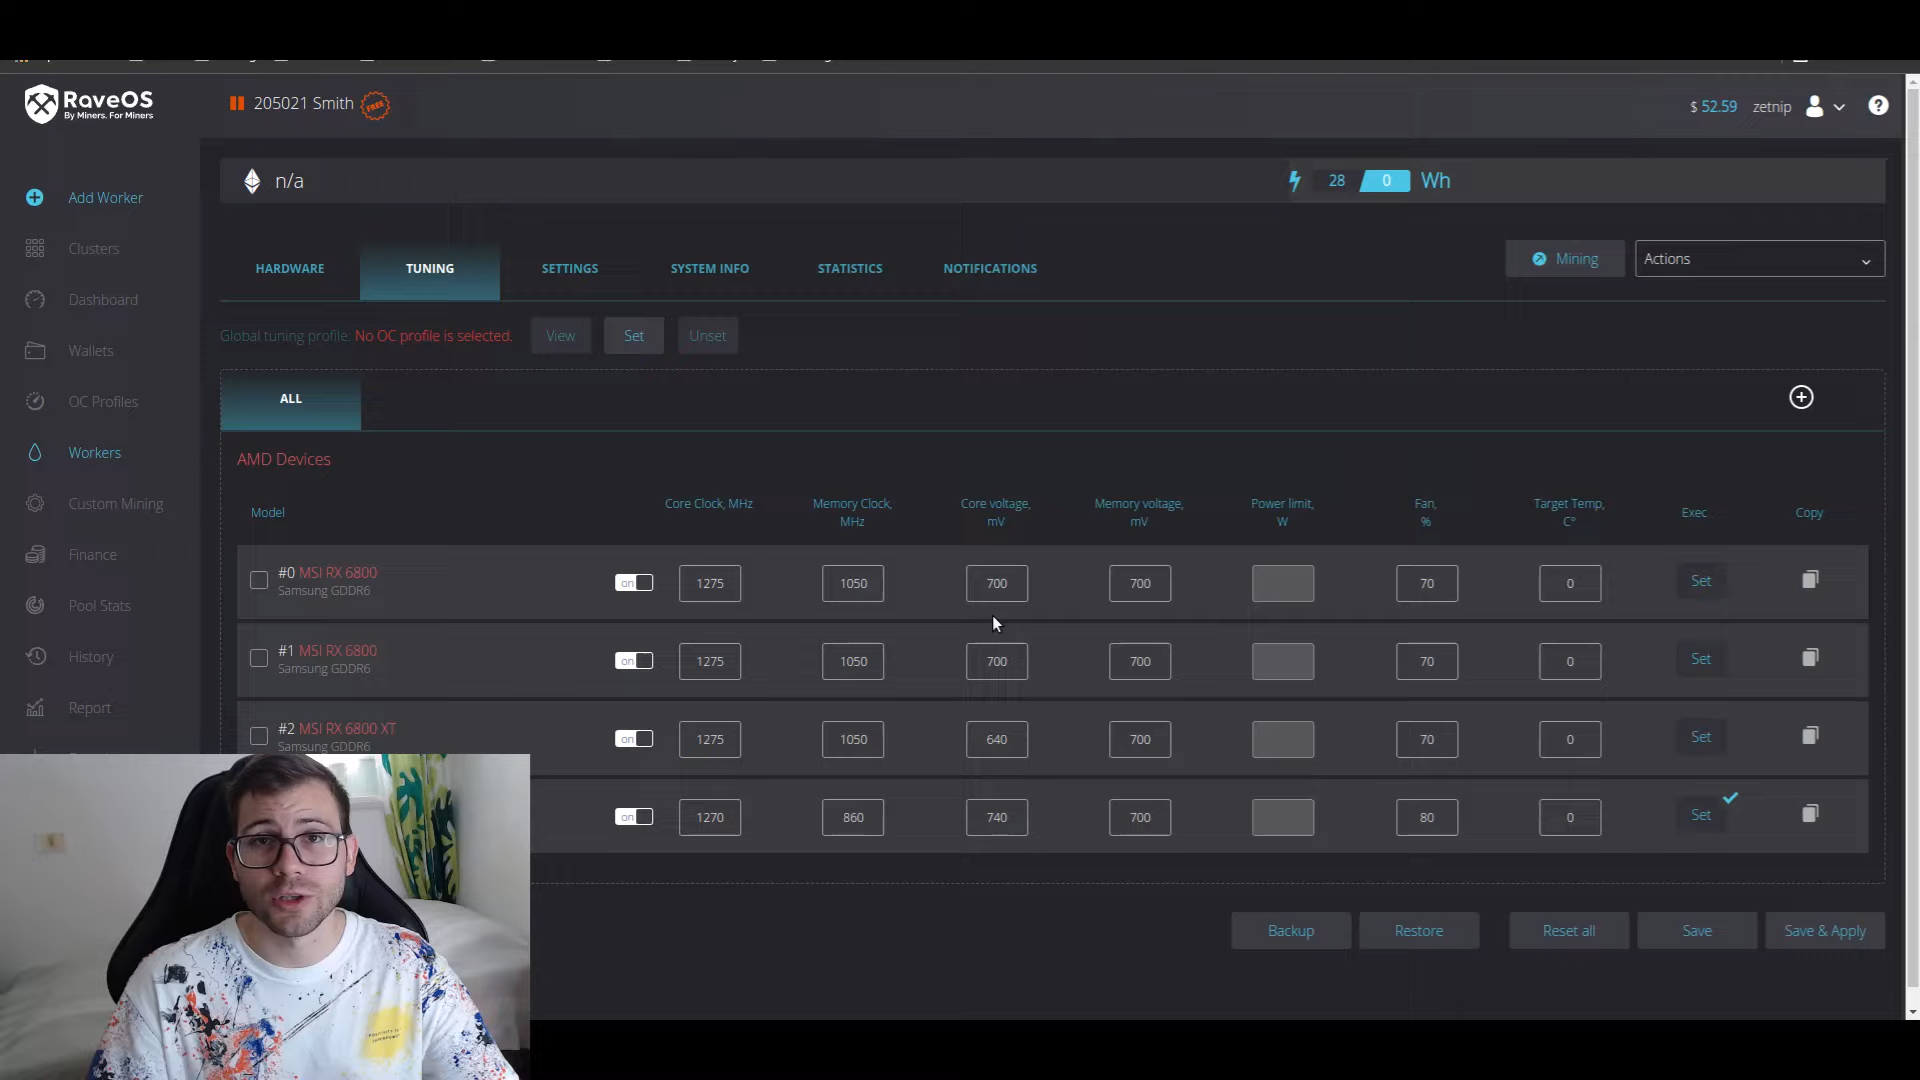 RaveOS
By Miners. For Miners
205021 Smith
FREE
$ 52.59
zetnip
?
n/a
28
0
Wh
Add Worker
Clusters
Dashboard
Wallets
OC Profiles
Workers
Custom Mining
Finance
Pool Stats
History
Report
HARDWARE
TUNING
SETTINGS
SYSTEM INFO
STATISTICS
NOTIFICATIONS
Mining
Actions
Global tuning profile: No OC profile is selected.
View
Set
Unset
ALL
AMD Devices
Model
Core Clock, MHz
Memory Clock,
MHz
Core voltage,
mV
Memory voltage,
mV
Power limit,
W
Fan,
%
Target Temp,
C°
Exec
Copy
#0 MSI RX 6800
Samsung GDDR6
on
1275
1050
700
700
70
0
Set
#1 MSI RX 6800
Samsung GDDR6
on
1275
1050
700
700
70
0
Set
#2 MSI RX 6800 XT
Samsung GDDR6
on
1275
1050
640
700
70
0
Set
on
1270
860
740
700
80
0
Set
Backup
Restore
Reset all
Save
Save & Apply